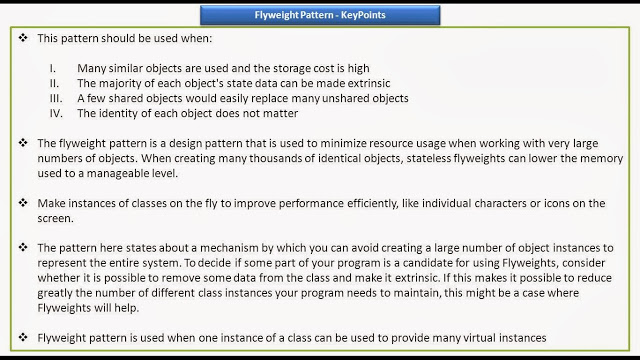 Flyweight Pattern - KeyPoints
❖ This pattern should be used when:
I. Many similar objects are used and the storage cost is high
II. The majority of each object's state data can be made extrinsic
III. A few shared objects would easily replace many unshared objects
IV. The identity of each object does not matter
❖ The flyweight pattern is a design pattern that is used to minimize resource usage when working with very large
numbers of objects. When creating many thousands of identical objects, stateless flyweights can lower the memory
used to a manageable level.
❖ Make instances of classes on the fly to improve performance efficiently, like individual characters or icons on the
screen.
❖ The pattern here states about a mechanism by which you can avoid creating a large number of object instances to
represent the entire system. To decide if some part of your program is a candidate for using Flyweights, consider
whether it is possible to remove some data from the class and make it extrinsic. If this makes it possible to reduce
greatly the number of different class instances your program needs to maintain, this might be a case where
Flyweights will help.
❖ Flyweight pattern is used when one instance of a class can be used to provide many virtual instances